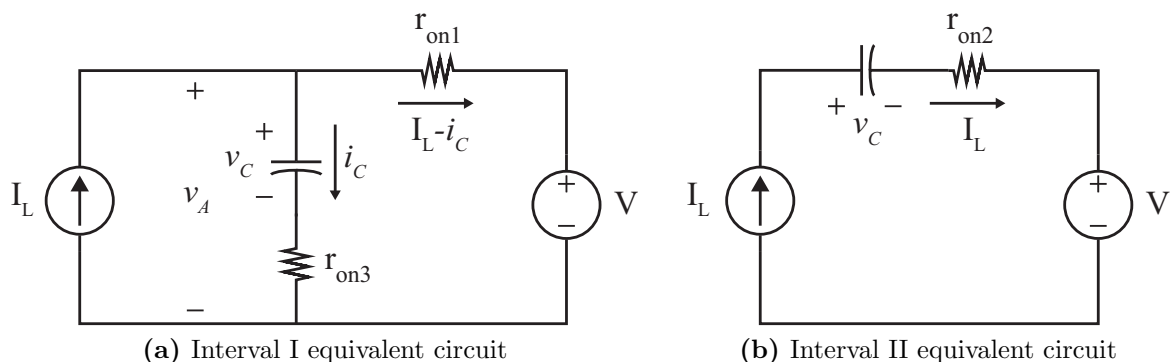 r_on1
+
+
I_L-i_C
v_C
i_C
+
I_L
v_A
−
−
V
r_on3
−
(a) Interval I equivalent circuit
r_on2
+ −
v_C
I_L
I_L
+
−
V
(b) Interval II equivalent circuit